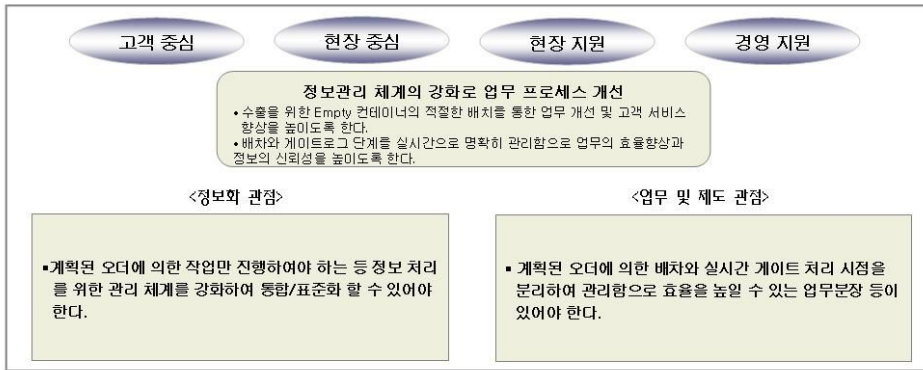 고객 중심 현장 중심 현장 지원 경영 지원
정보관리 체계의 강화로 업무 프로세스 개선
• 수출을 위한 Empty 컨테이너의 적절한 배치를 통한 업무 개선 및 고객 서비스
향상을 높이도록 한다.
• 배차와 게이트로그 단계를 실시간으로 명확히 관리함으로 업무의 효율향상과
정보의 신뢰성을 높이도록 한다.
<정보화 관점>
▪계획된 오더에 의한 작업만 진행하여야 하는 등 정보 처리
를 위한 관리 체계를 강화하여 통합/표준화 할 수 있어야
한다.
<업무 및 제도 관점>
▪ 계획된 오더에 의한 배차와 실시간 게이트 처리 시점을
분리하여 관리함으로 효율을 높일 수 있는 업무분장 등이
있어야 한다.